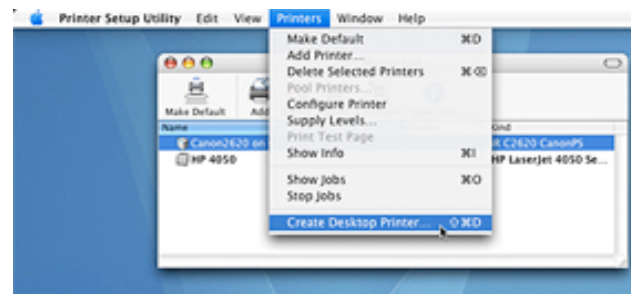 Printer Setup Utility Edit View Printers Window Help
Make Default ⌘D
Add Printer...
Delete Selected Printers ⌘⌫
Pool Printers...
Configure Printer
Supply Levels...
Print Test Page
Show Info ⌘I
Show Jobs ⌘O
Stop Jobs
Create Desktop Printer... ⇧⌘D
Make Default Add
Name Kind
Canon2620 on R C2620 CanonPS
HP 4050 HP LaserJet 4050 Se...